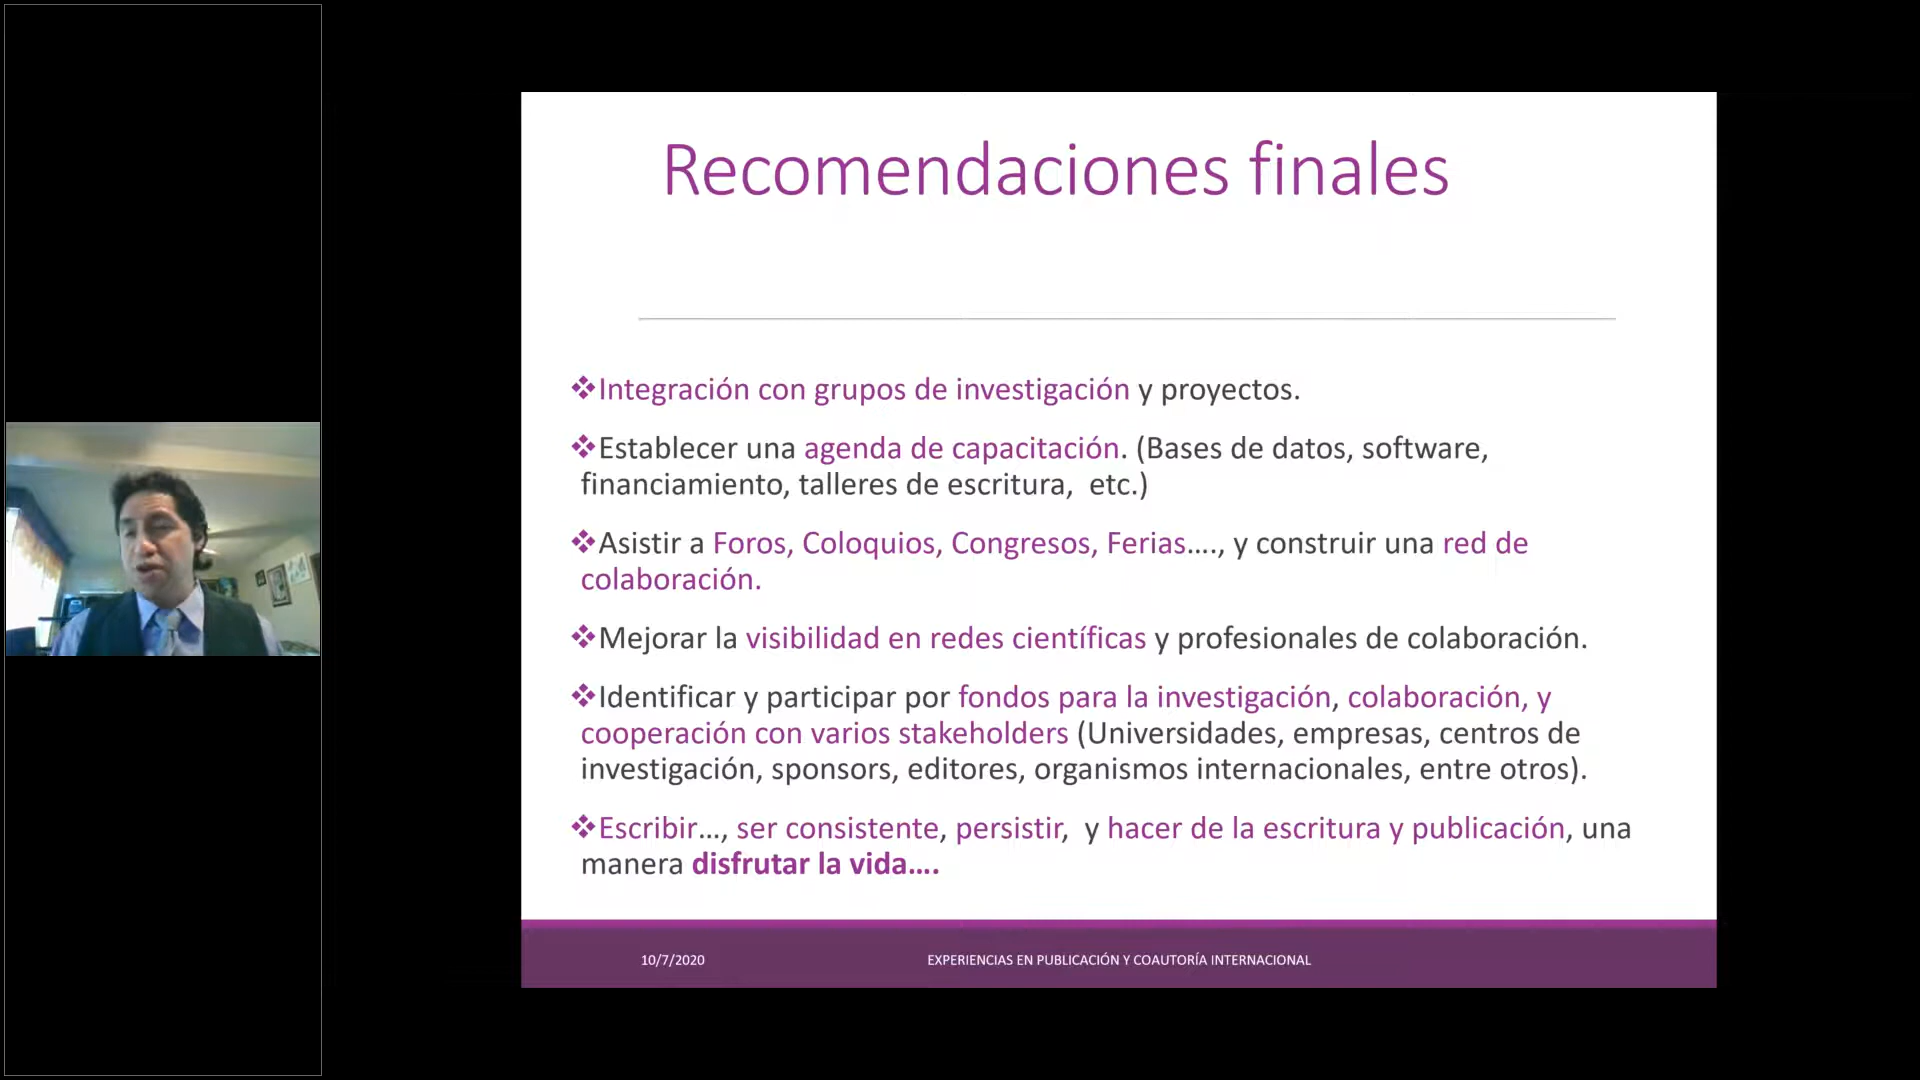 Recomendaciones finales
❖Integración con grupos de investigación y proyectos.
❖Establecer una agenda de capacitación. (Bases de datos, software,
financiamiento, talleres de escritura,  etc.)
❖Asistir a Foros, Coloquios, Congresos, Ferias...., y construir una red de
colaboración.
❖Mejorar la visibilidad en redes científicas y profesionales de colaboración.
❖Identificar y participar por fondos para la investigación, colaboración, y
cooperación con varios stakeholders (Universidades, empresas, centros de
investigación, sponsors, editores, organismos internacionales, entre otros).
❖Escribir..., ser consistente, persistir,  y hacer de la escritura y publicación, una
manera disfrutar la vida....
10/7/2020 EXPERIENCIAS EN PUBLICACIÓN Y COAUTORÍA INTERNACIONAL